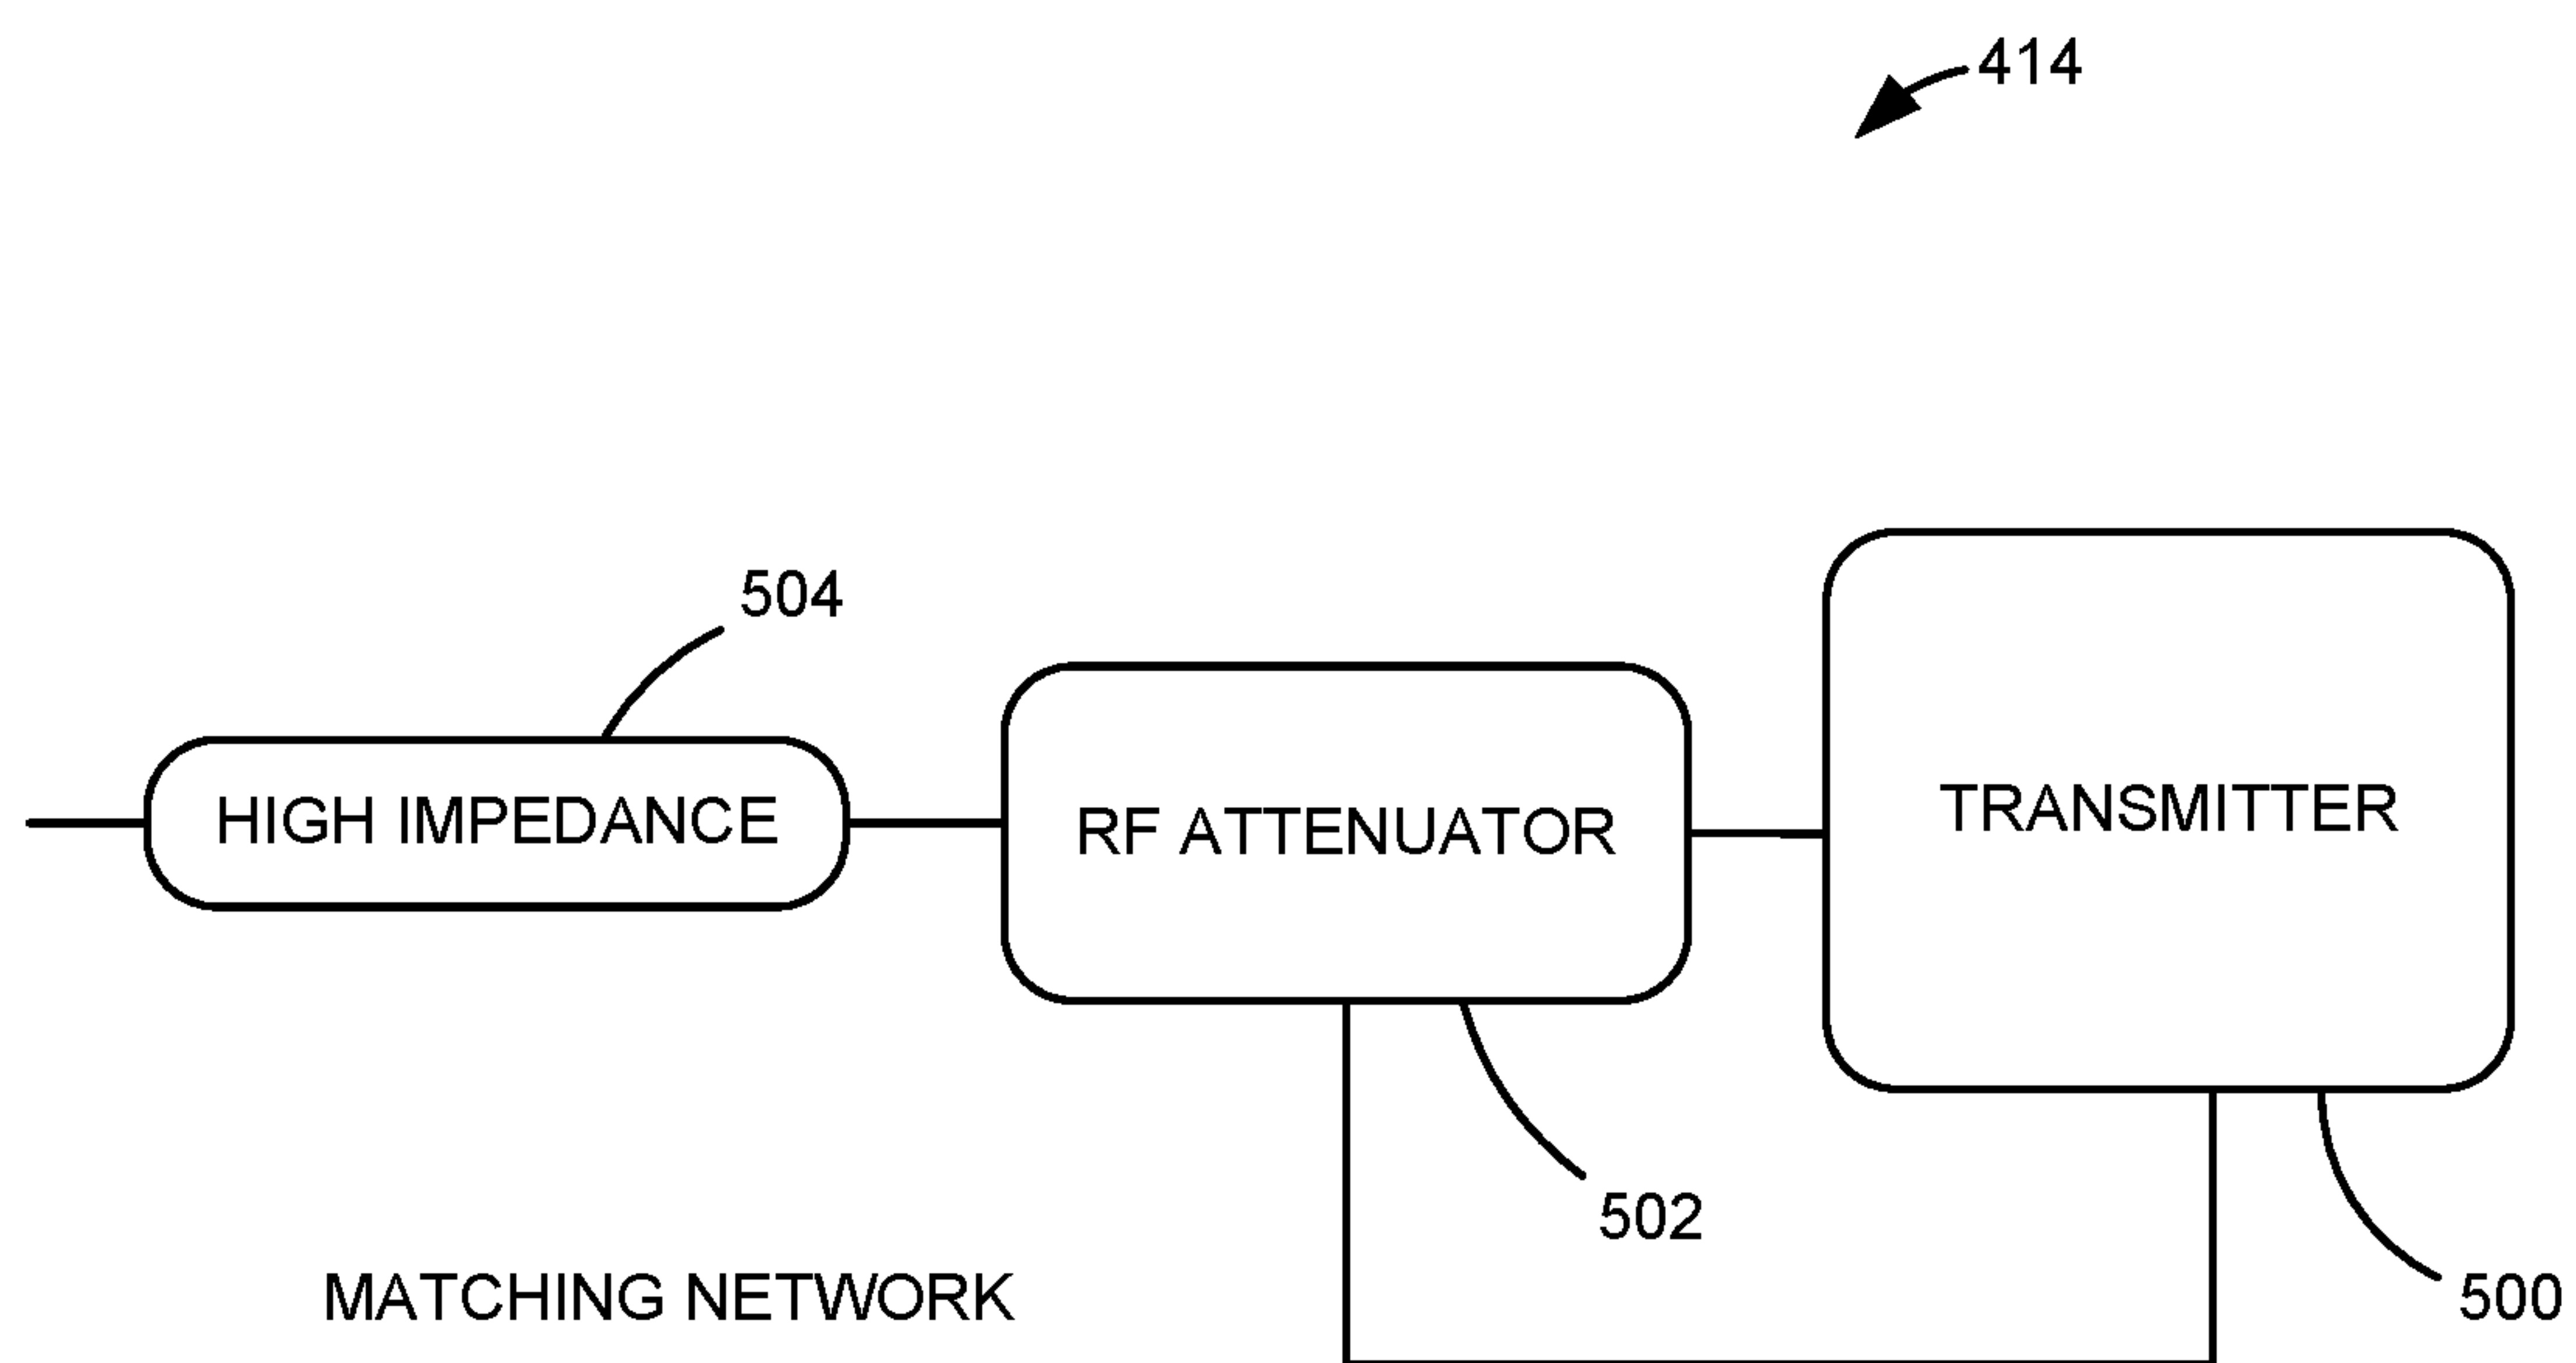 414
504
HIGH IMPEDANCE
RF ATTENUATOR
TRANSMITTER
502
MATCHING NETWORK
500